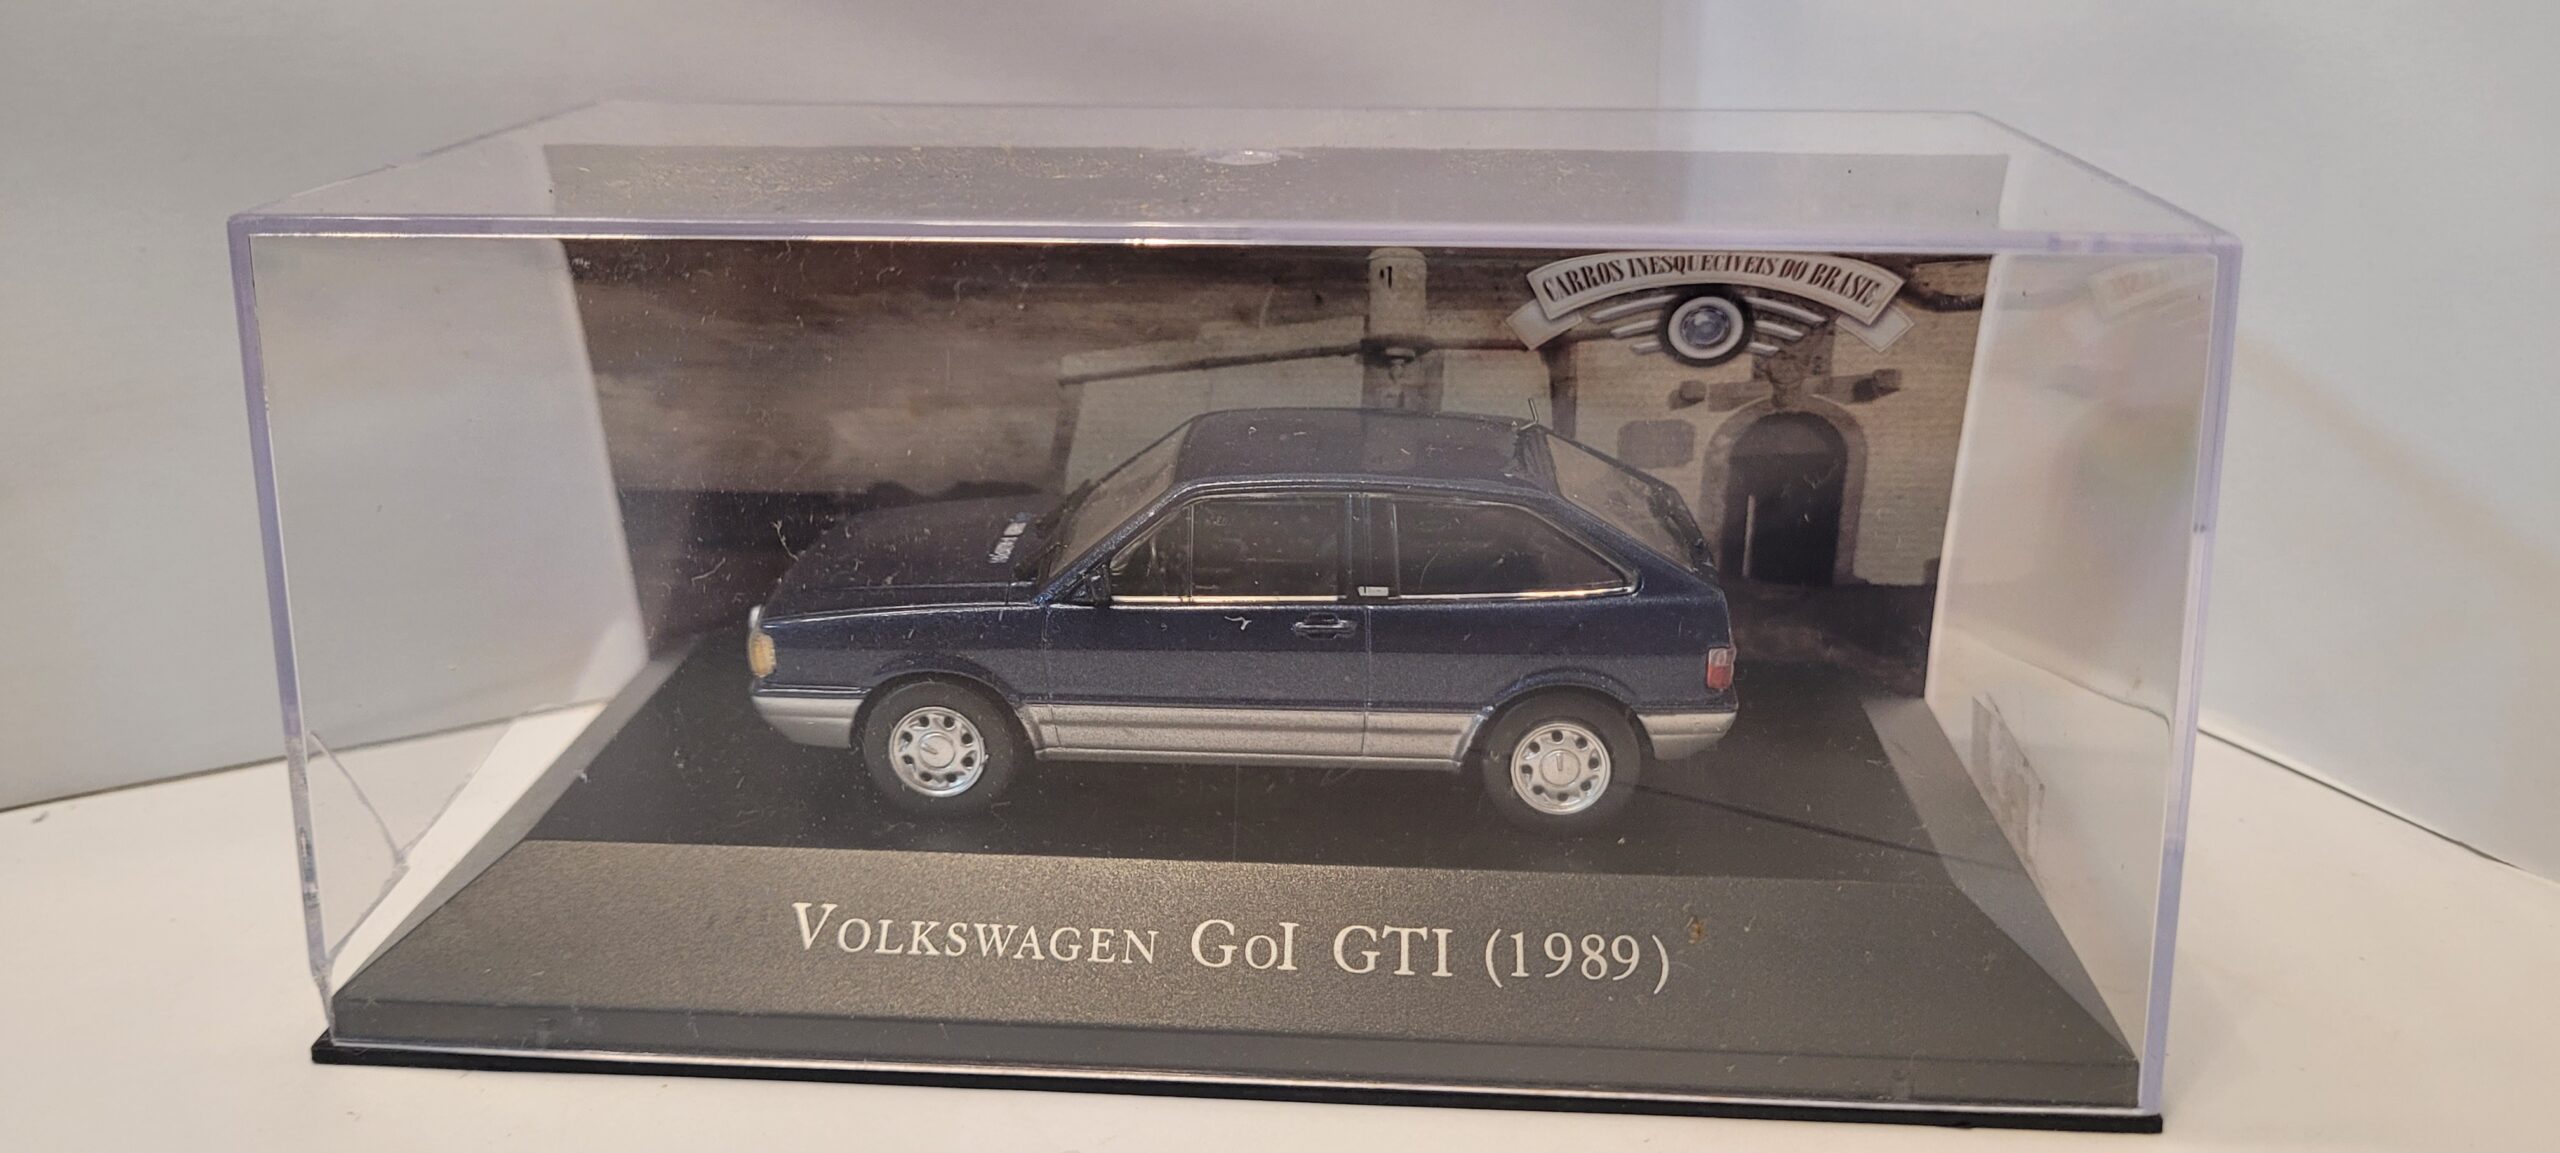 CARROS INESQUECÍVEIS DO BRASIL
VOLKSWAGEN Gol GTI (1989)